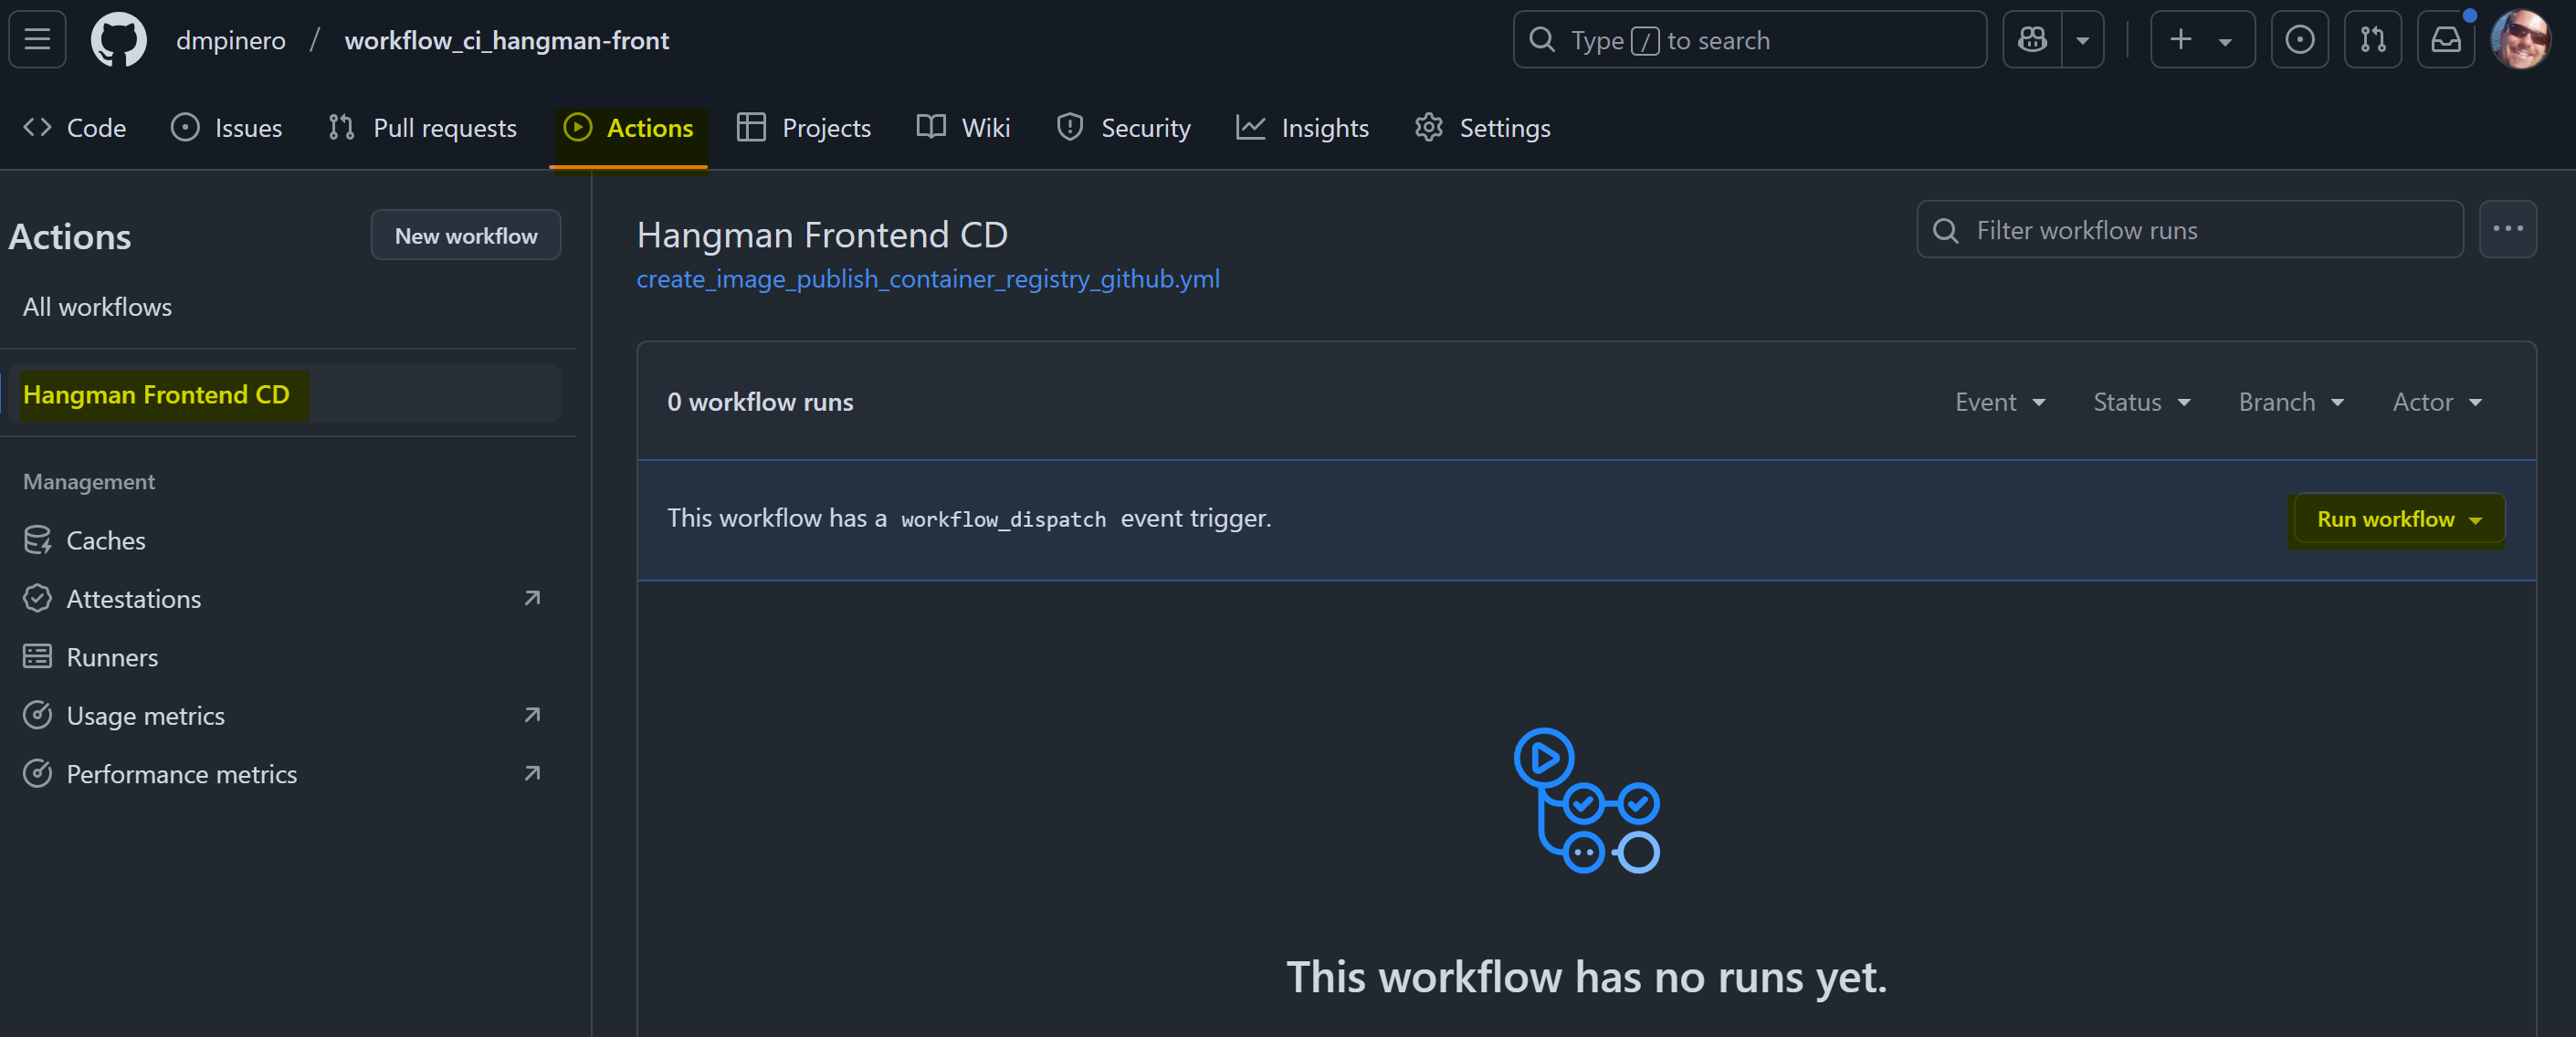 dmpinero / workflow_ci_hangman-front
Type / to search
Code Issues Pull requests Actions Projects Wiki Security Insights Settings
Actions
New workflow
All workflows
Hangman Frontend CD
Management
Caches
Attestations
Runners
Usage metrics
Performance metrics
Hangman Frontend CD
create_image_publish_container_registry_github.yml
Filter workflow runs
0 workflow runs
Event Status Branch Actor
This workflow has a workflow_dispatch event trigger.
Run workflow
This workflow has no runs yet.